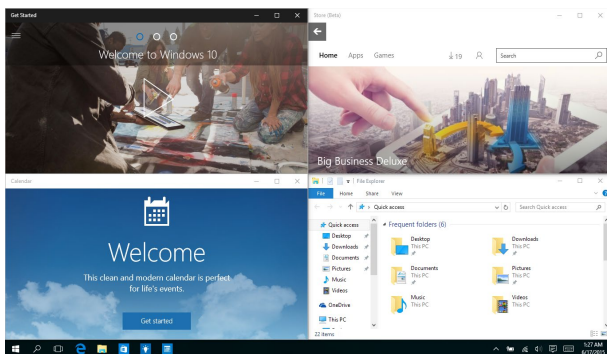 Get Started
Welcome to Windows 10
Store (Beta)
Home Apps Games 19 Search
Big Business Deluxe
Calendar
Welcome
This clean and modern calendar is perfect
for life's events.
Get started
File Explorer
File Home Share View
Quick access Search Quick access
Quick access
Desktop
Downloads
Documents
Pictures
Music
Videos
OneDrive
This PC
Frequent folders (6)
Desktop
This PC
Downloads
This PC
Documents
This PC
Pictures
This PC
Music
This PC
Videos
This PC
22 items
5:27 AM
6/17/2015